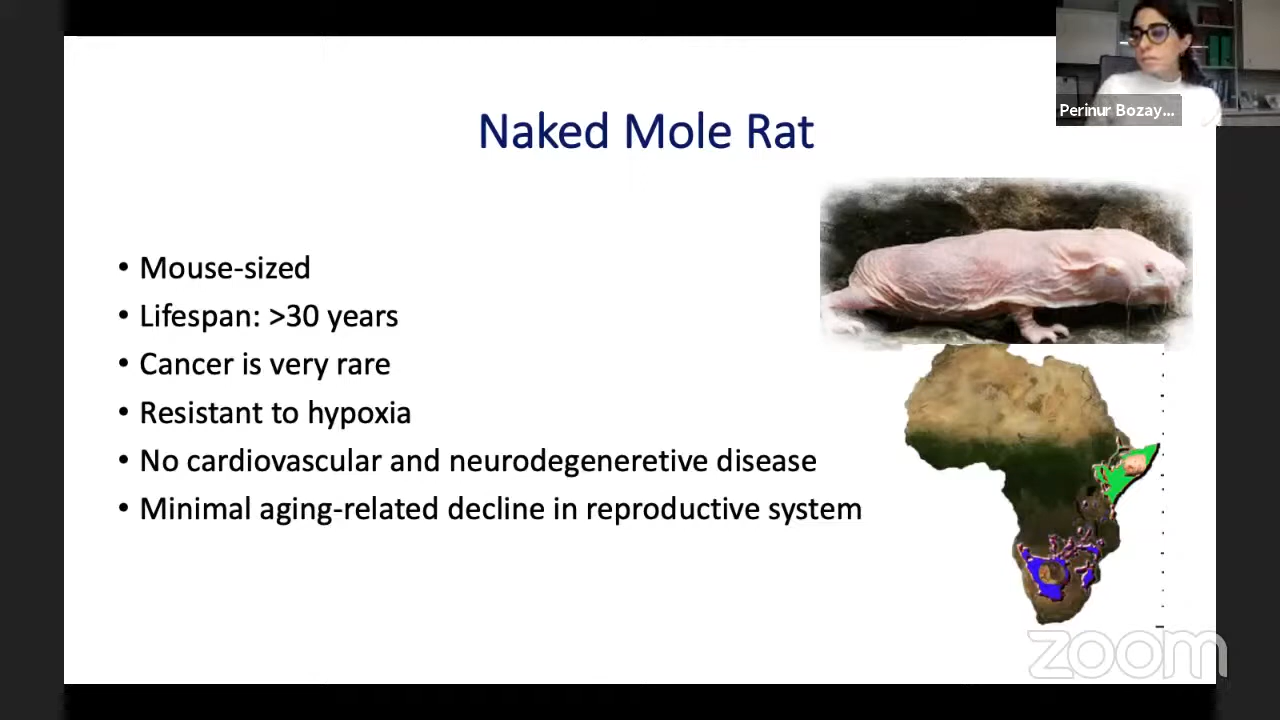 Perinur Bozay...
Naked Mole Rat
• Mouse-sized
• Lifespan: >30 years
• Cancer is very rare
• Resistant to hypoxia
• No cardiovascular and neurodegeneretive disease
• Minimal aging-related decline in reproductive system
zoom